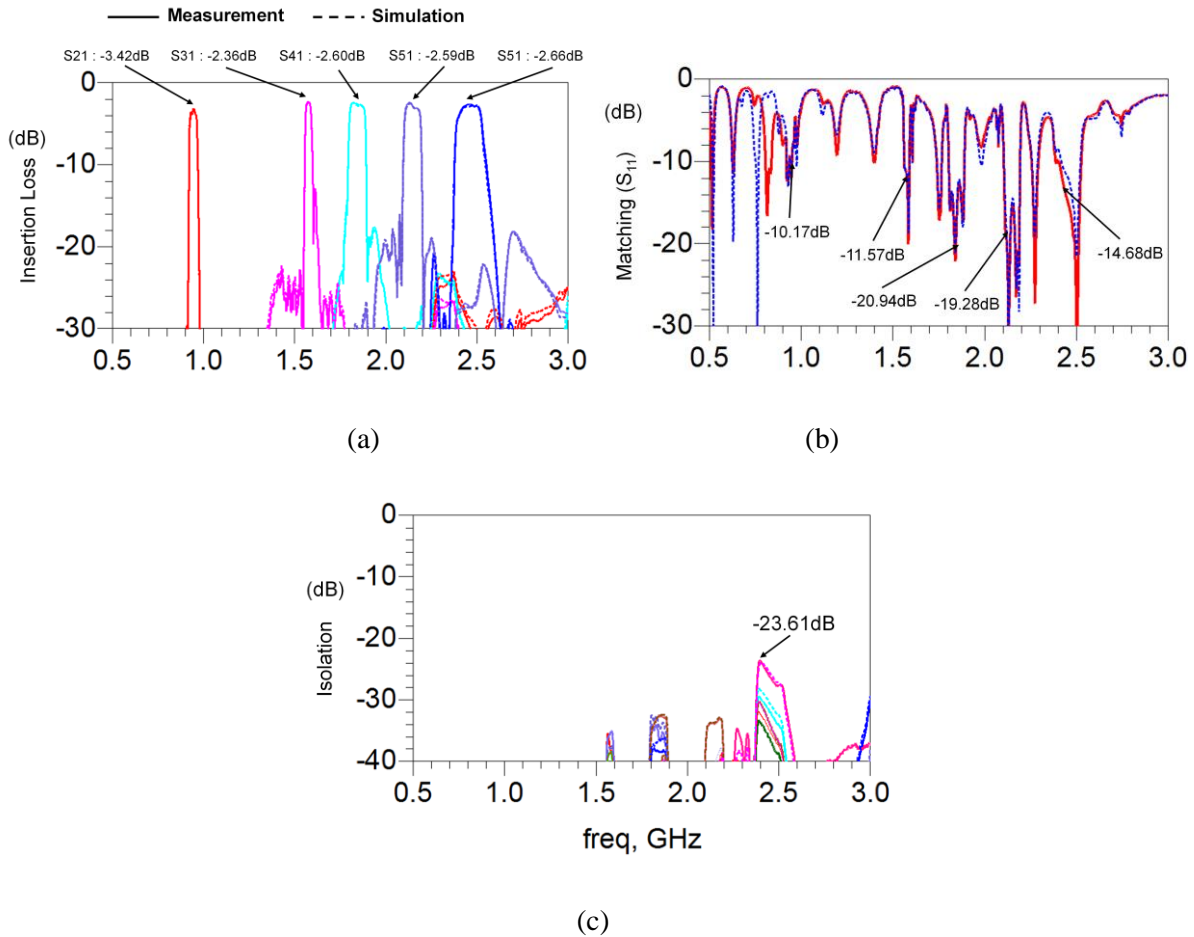 Measurement Simulation
S21 : -3.42dB S31 : -2.36dB S41 : -2.60dB S51 : -2.59dB S51 : -2.66dB
0
(dB)
-10
-20
-30
Insertion Loss
0.5 1.0 1.5 2.0 2.5 3.0
(a)
0
(dB)
-10
-20
-30
Matching (S11)
-10.17dB
-11.57dB
-20.94dB
-19.28dB
-14.68dB
0.5 1.0 1.5 2.0 2.5 3.0
(b)
0
-10
(dB)
-20
-30
-40
Isolation
-23.61dB
0.5 1.0 1.5 2.0 2.5 3.0
freq, GHz
(c)